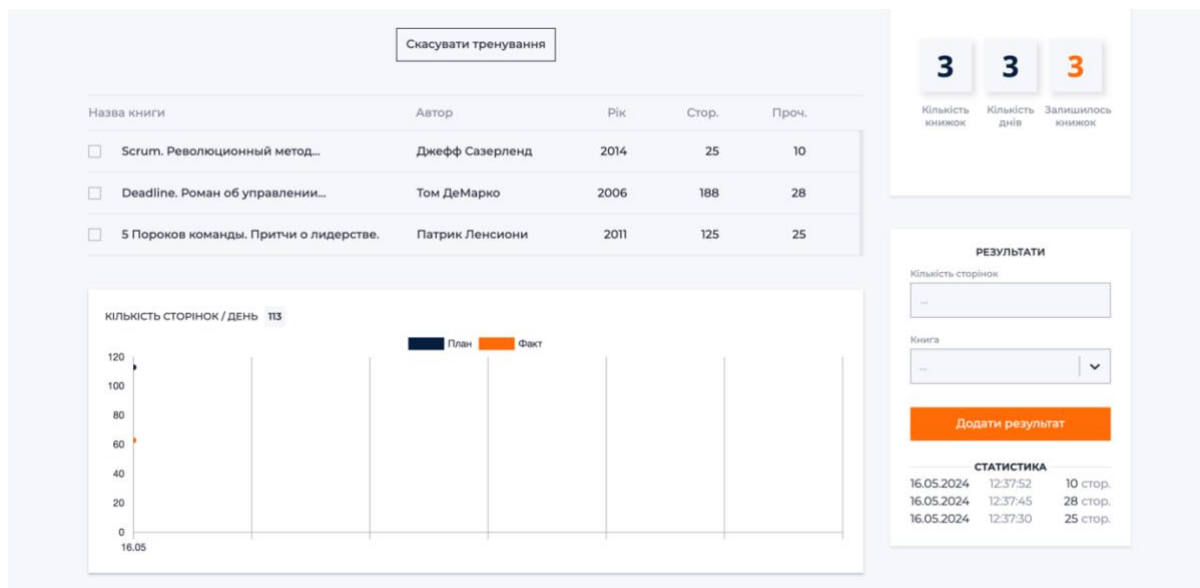 Скасувати тренування
Назва книги Автор Рік Стор. Проч.
Scrum. Революционный метод... Джефф Сазерленд 2014 25 10
Deadline. Роман об управлении... Том ДеМарко 2006 188 28
5 Пороков команды. Притчи о лидерстве. Патрик Ленсиони 2011 125 25
КІЛЬКІСТЬ СТОРІНОК / ДЕНЬ 113
План Факт
120
100
80
60
40
20
0
16.05
3 3 3
Кількість книжок
Кількість днів
Залишилось книжок
РЕЗУЛЬТАТИ
Кількість сторінок
...
Книга
...
Додати результат
СТАТИСТИКА
16.05.2024 12:37:52 10 стор.
16.05.2024 12:37:45 28 стор.
16.05.2024 12:37:30 25 стор.